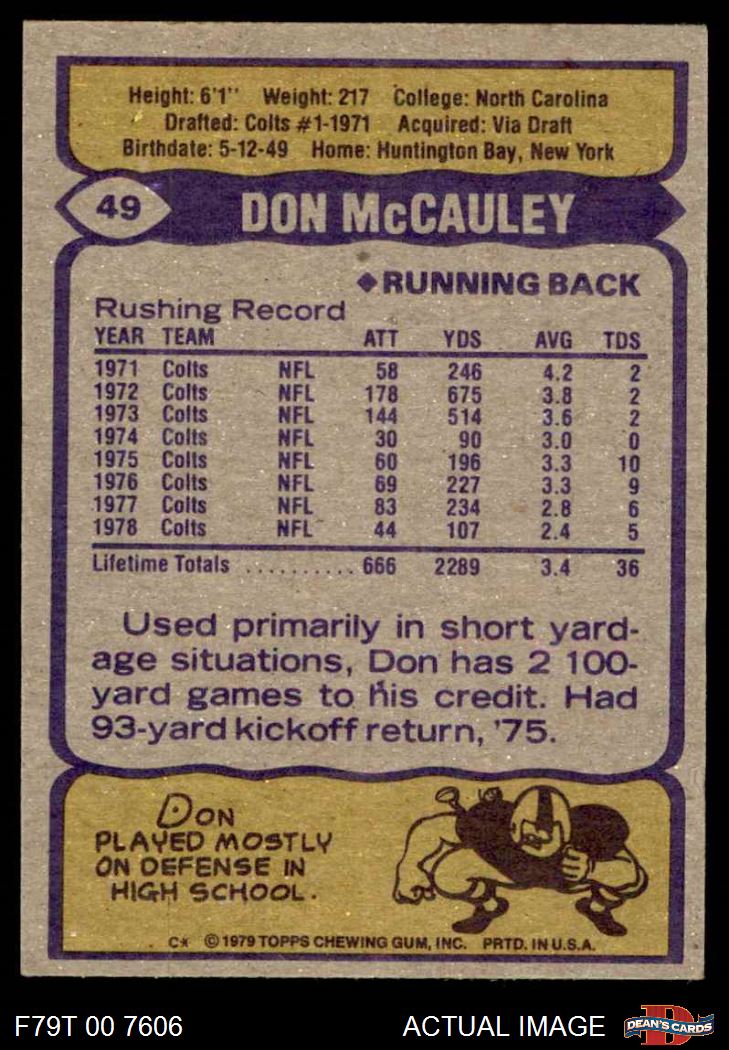 Height: 6'1" Weight: 217 College: North Carolina
Drafted: Colts #1-1971 Acquired: Via Draft
Birthdate: 5-12-49 Home: Huntington Bay, New York
49 DON McCAULEY
◆RUNNING BACK
Rushing Record
YEAR TEAM ATT YDS AVG TDS
1971 Colts NFL 58 246 4.2 2
1972 Colts NFL 178 675 3.8 2
1973 Colts NFL 144 514 3.6 2
1974 Colts NFL 30 90 3.0 0
1975 Colts NFL 60 196 3.3 10
1976 Colts NFL 69 227 3.3 9
1977 Colts NFL 83 234 2.8 6
1978 Colts NFL 44 107 2.4 5
Lifetime Totals .......... 666 2289 3.4 36
Used primarily in short yard-
age situations, Don has 2 100-
yard games to his credit. Had
93-yard kickoff return, '75.
DON
PLAYED MOSTLY
ON DEFENSE IN
HIGH SCHOOL.
C* © 1979 TOPPS CHEWING GUM, INC. PRTD. IN U.S.A.
F79T 00 7606 ACTUAL IMAGE D DEAN'S CARDS